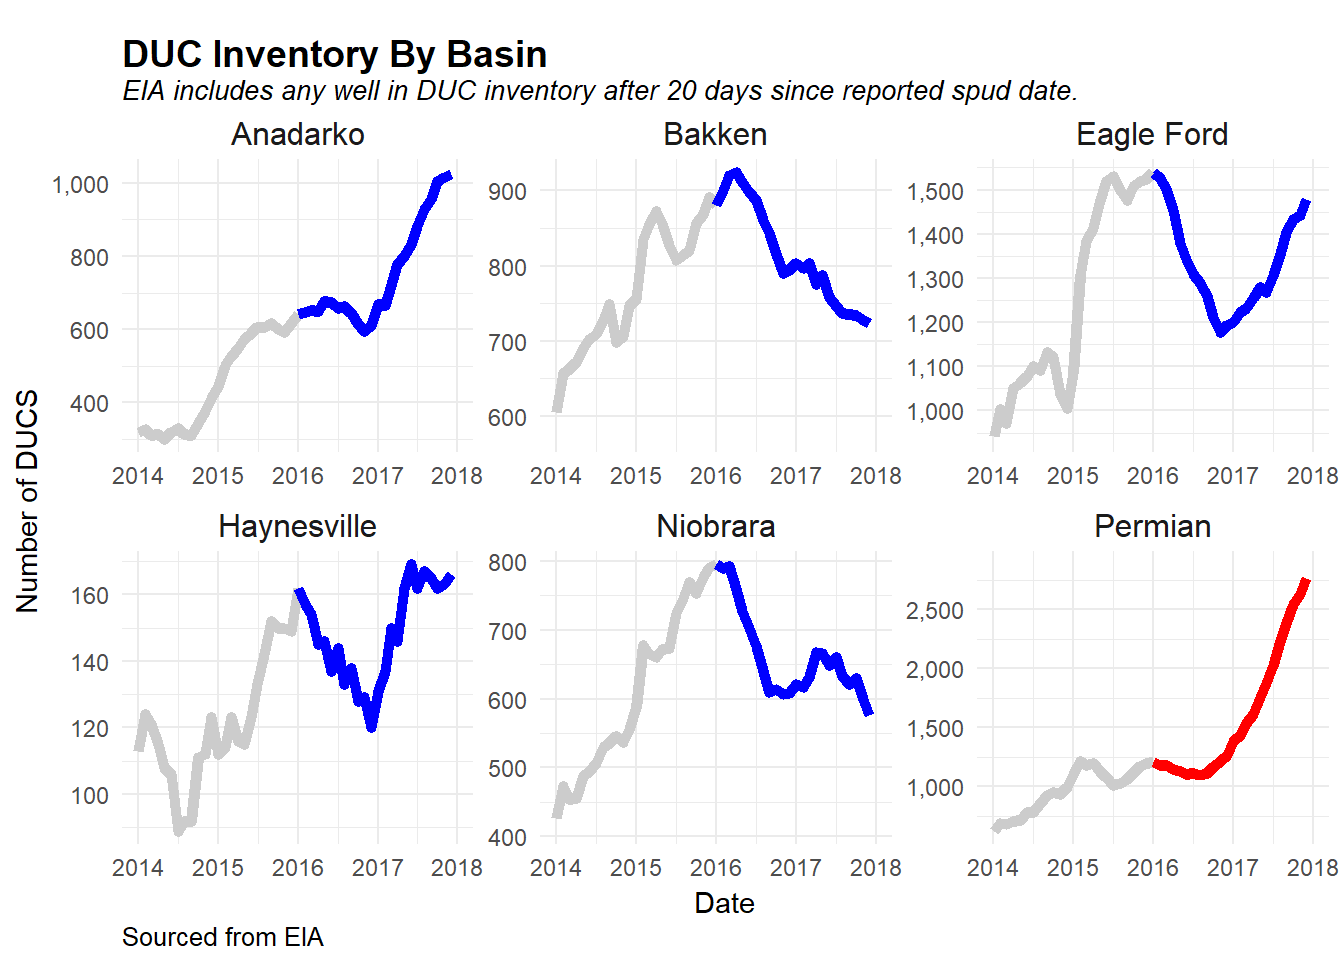 DUC Inventory By Basin
EIA includes any well in DUC inventory after 20 days since reported spud date.
Anadarko
Bakken
Eagle Ford
1,000
800
600
400
900
800
700
600
1,500
1,400
1,300
1,200
1,100
1,000
2014 2015 2016 2017 2018
2014 2015 2016 2017 2018
2014 2015 2016 2017 2018
Number of DUCS
Haynesville
Niobrara
Permian
160
140
120
100
800
700
600
500
400
2,500
2,000
1,500
1,000
2014 2015 2016 2017 2018
2014 2015 2016 2017 2018
2014 2015 2016 2017 2018
Date
Sourced from EIA